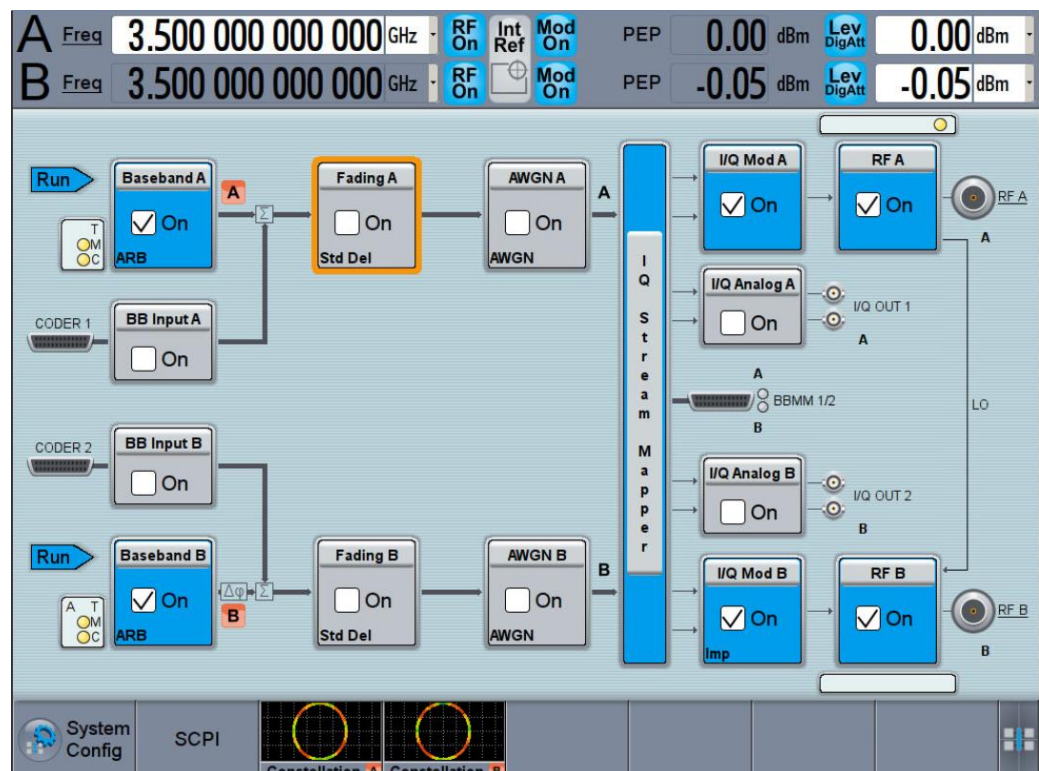 A Freq 3.500 000 000 000 GHz RF On Int Ref Mod On PEP 0.00 dBm Lev DigAtt 0.00 dBm
B Freq 3.500 000 000 000 GHz RF On Mod On PEP -0.05 dBm Lev DigAtt -0.05 dBm
Run
Baseband A
On
ARB
T
M
C
A
Σ
Fading A
On
Std Del
AWGN A
On
AWGN
A
I/Q Mod A
On
RF A
On
RF A
A
CODER 1
BB Input A
On
I/Q Analog A
On
I/Q OUT 1
A
IQ Stream Mapper
A
BBMM 1/2
B
LO
CODER 2
BB Input B
On
I/Q Analog B
On
I/Q OUT 2
B
Run
Baseband B
On
ARB
A T
M
C
Δφ
Σ
B
Fading B
On
Std Del
AWGN B
On
AWGN
B
I/Q Mod B
On
Imp
RF B
On
RF B
B
System
Config
SCPI
Constellation A
Constellation B